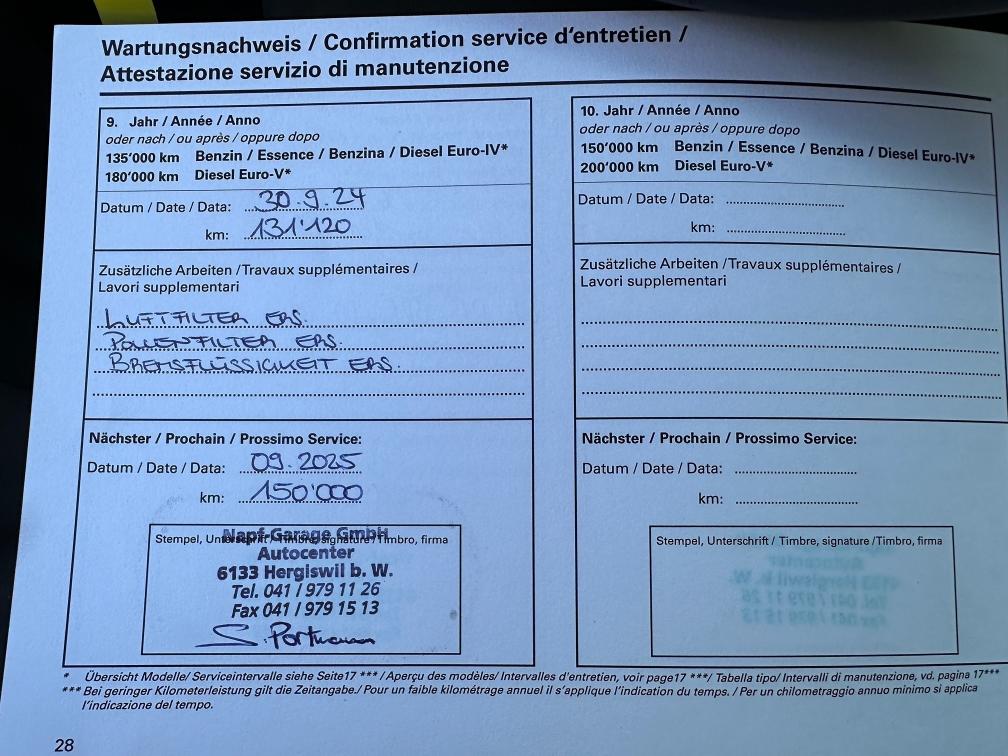 Wartungsnachweis / Confirmation service d'entretien /
Attestazione servizio di manutenzione
9. Jahr / Année / Anno
oder nach / ou après / oppure dopo
135'000 km Benzin / Essence / Benzina / Diesel Euro-IV*
180'000 km Diesel Euro-V*
Datum / Date / Data: 30.9.24
km: 131'120
Zusätzliche Arbeiten / Travaux supplémentaires /
Lavori supplementari
LUFTFILTER ERS.
POLLENFILTER ERS.
BREMSFLÜSSIGKEIT ERS.
Nächster / Prochain / Prossimo Service:
Datum / Date / Data: 09.2025
km: 150'000
Stempel, Unterschrift / Timbre, signature / Timbro, firma
Napf-Garage GmbH
Autocenter
6133 Hergiswil b. W.
Tel. 041 / 979 11 26
Fax 041 / 979 15 13
S. Portmann
10. Jahr / Année / Anno
oder nach / ou après / oppure dopo
150'000 km Benzin / Essence / Benzina / Diesel Euro-IV*
200'000 km Diesel Euro-V*
Datum / Date / Data:
km:
Zusätzliche Arbeiten / Travaux supplémentaires /
Lavori supplementari
Nächster / Prochain / Prossimo Service:
Datum / Date / Data:
km:
Stempel, Unterschrift / Timbre, signature /Timbro, firma
* Übersicht Modelle/ Serviceintervalle siehe Seite17 *** / Aperçu des modèles/ Intervalles d'entretien, voir page17 ***/ Tabella tipo/ Intervalli di manutenzione, vd. pagina 17***
*** Bei geringer Kilometerleistung gilt die Zeitangabe./ Pour un faible kilométrage annuel il s'applique l'indication du temps. / Per un chilometraggio annuo minimo si applica
l'indicazione del tempo.
28